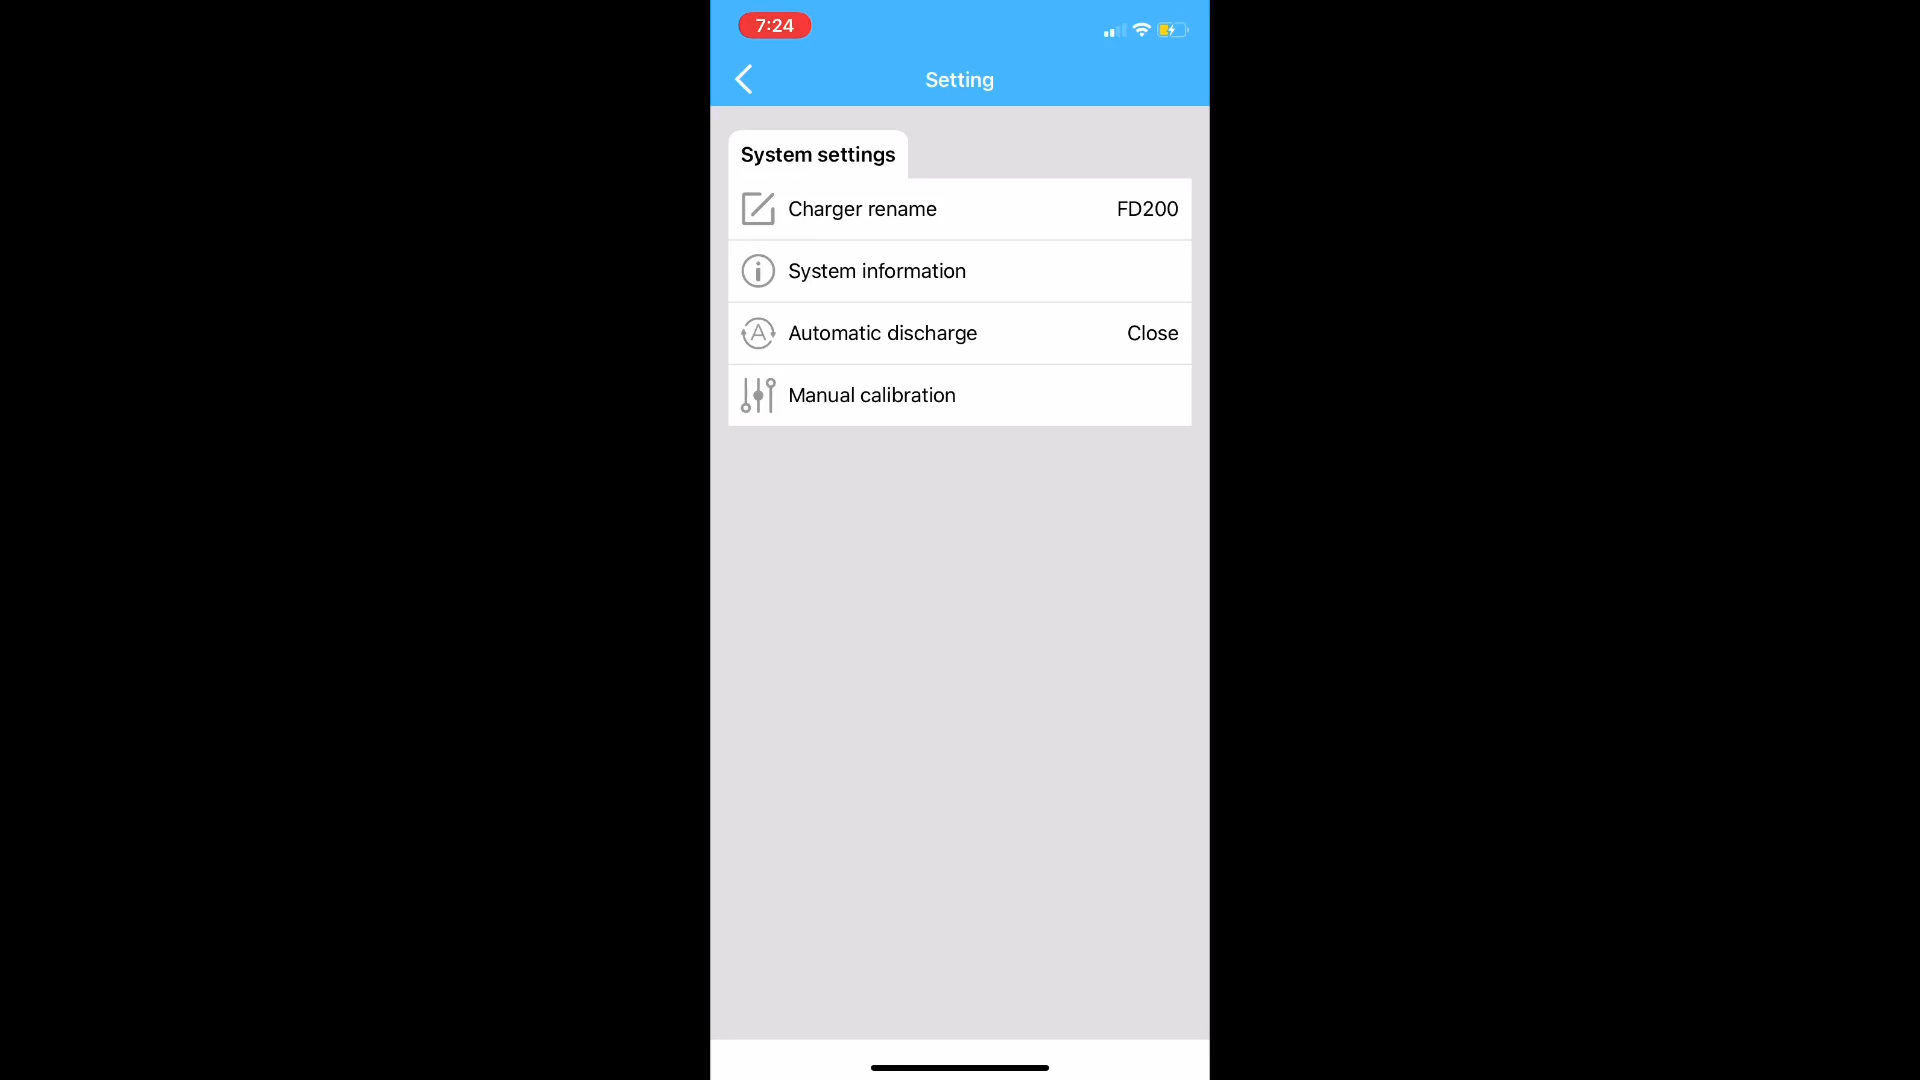 7:24
Setting
System settings
Charger rename FD200
System information
Automatic discharge Close
Manual calibration